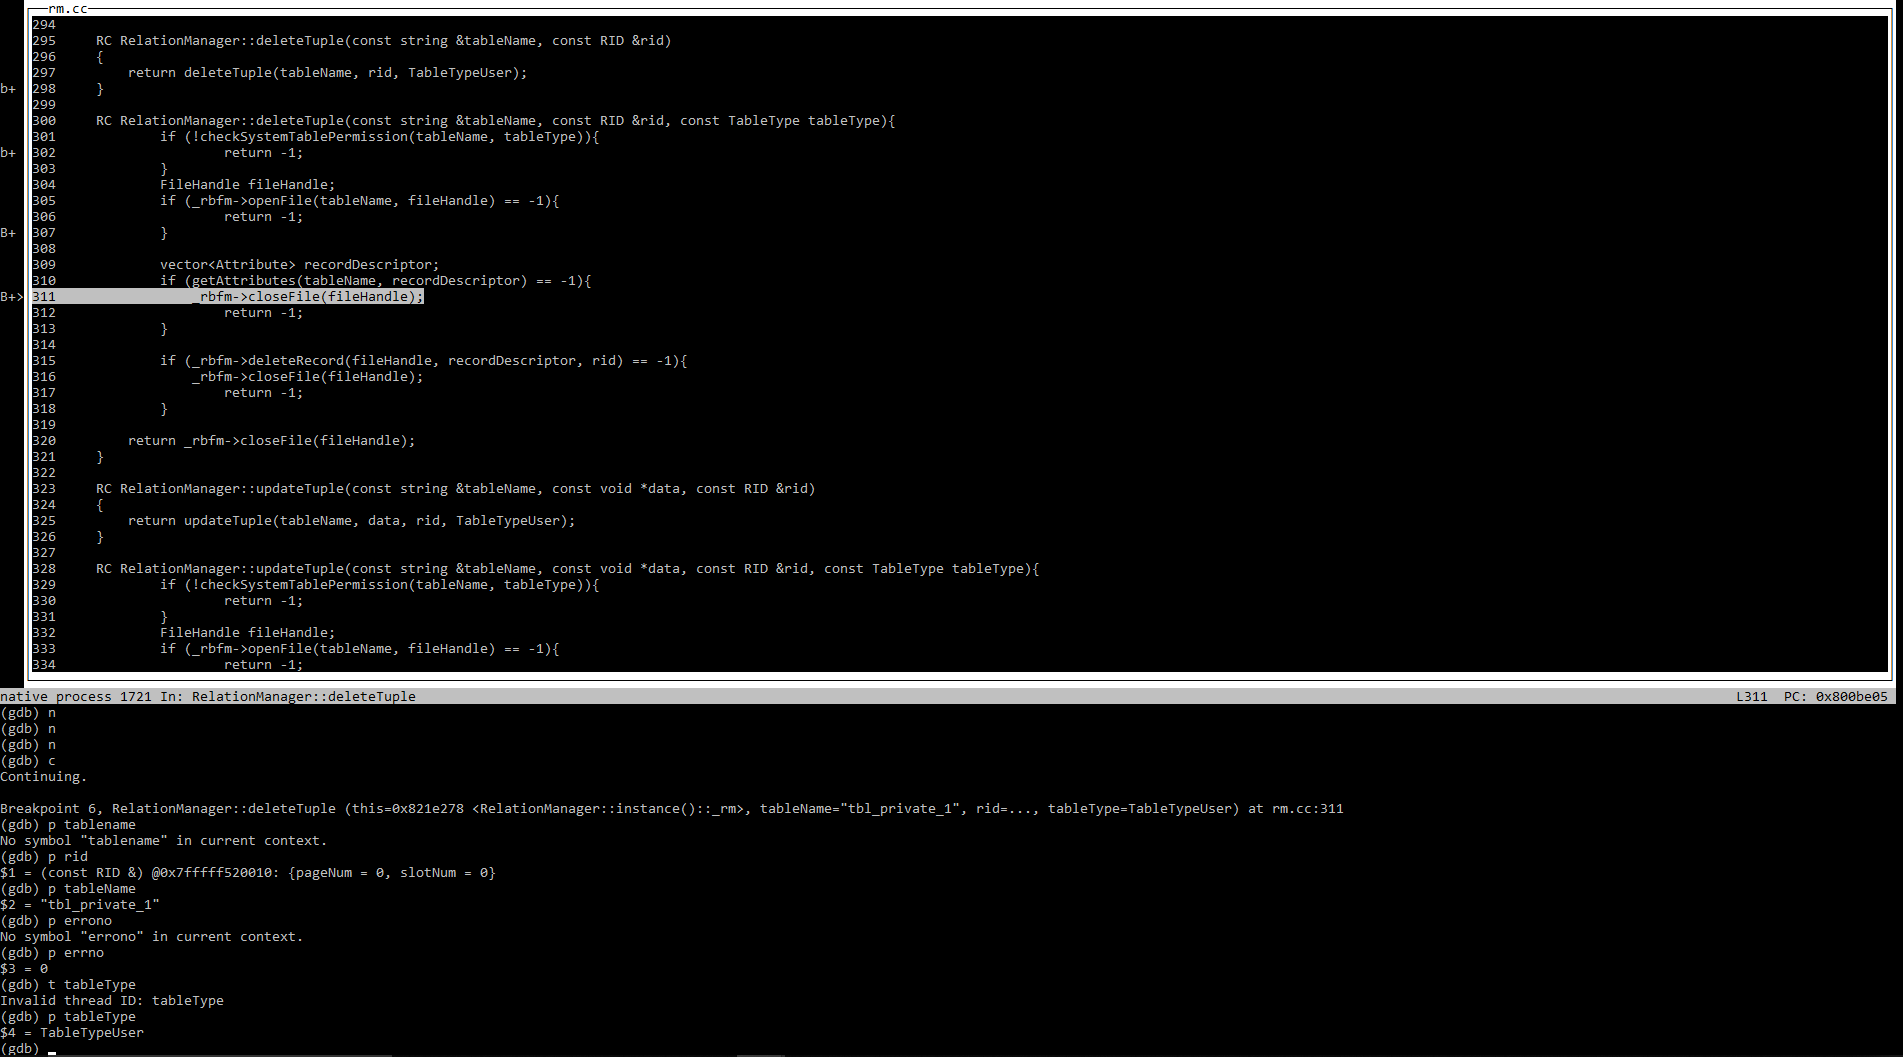 rm.cc
294
295     RC RelationManager::deleteTuple(const string &tableName, const RID &rid)
296     {
297         return deleteTuple(tableName, rid, TableTypeUser);
b+ 298     }
299
300     RC RelationManager::deleteTuple(const string &tableName, const RID &rid, const TableType tableType){
301             if (!checkSystemTablePermission(tableName, tableType)){
b+ 302                     return -1;
303             }
304             FileHandle fileHandle;
305             if (_rbfm->openFile(tableName, fileHandle) == -1){
306                     return -1;
B+ 307             }
308
309             vector<Attribute> recordDescriptor;
310             if (getAttributes(tableName, recordDescriptor) == -1){
B+>311                 _rbfm->closeFile(fileHandle);
312                     return -1;
313             }
314
315             if (_rbfm->deleteRecord(fileHandle, recordDescriptor, rid) == -1){
316                 _rbfm->closeFile(fileHandle);
317                     return -1;
318             }
319
320         return _rbfm->closeFile(fileHandle);
321     }
322
323     RC RelationManager::updateTuple(const string &tableName, const void *data, const RID &rid)
324     {
325         return updateTuple(tableName, data, rid, TableTypeUser);
326     }
327
328     RC RelationManager::updateTuple(const string &tableName, const void *data, const RID &rid, const TableType tableType){
329             if (!checkSystemTablePermission(tableName, tableType)){
330                     return -1;
331             }
332             FileHandle fileHandle;
333             if (_rbfm->openFile(tableName, fileHandle) == -1){
334                     return -1;
native process 1721 In: RelationManager::deleteTuple L311 PC: 0x800be05
(gdb) n
(gdb) n
(gdb) n
(gdb) c
Continuing.
Breakpoint 6, RelationManager::deleteTuple (this=0x821e278 <RelationManager::instance()::_rm>, tableName="tbl_private_1", rid=..., tableType=TableTypeUser) at rm.cc:311
(gdb) p tablename
No symbol "tablename" in current context.
(gdb) p rid
$1 = (const RID &) @0x7fffff520010: {pageNum = 0, slotNum = 0}
(gdb) p tableName
$2 = "tbl_private_1"
(gdb) p errono
No symbol "errono" in current context.
(gdb) p errno
$3 = 0
(gdb) t tableType
Invalid thread ID: tableType
(gdb) p tableType
$4 = TableTypeUser
(gdb)